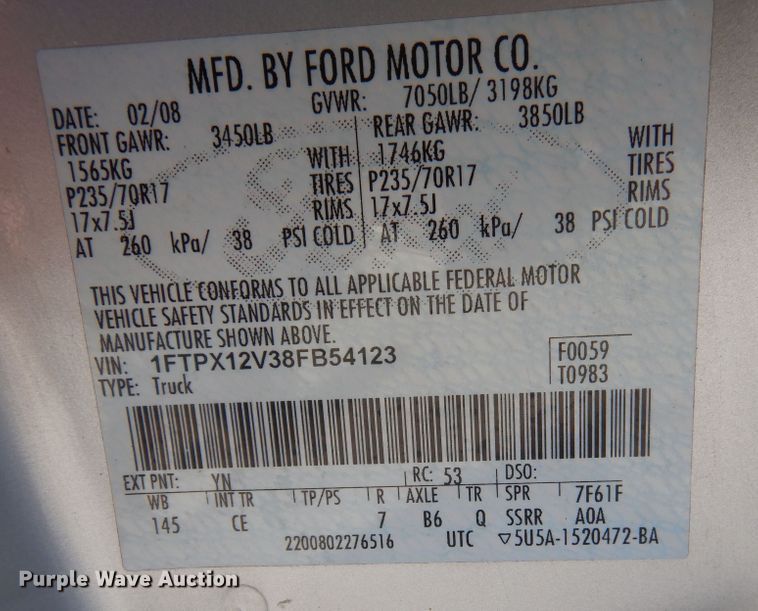 MFD. BY FORD MOTOR CO.
DATE: 02/08 GVWR: 7050LB/ 3198KG
FRONT GAWR: 3450LB REAR GAWR: 3850LB
1565KG WITH 1746KG WITH
P235/70R17 TIRES P235/70R17 TIRES
17x7.5J RIMS 17x7.5J RIMS
AT 260 kPa/ 38 PSI COLD AT 260 kPa/ 38 PSI COLD
THIS VEHICLE CONFORMS TO ALL APPLICABLE FEDERAL MOTOR
VEHICLE SAFETY STANDARDS IN EFFECT ON THE DATE OF
MANUFACTURE SHOWN ABOVE.
VIN: 1FTPX12V38FB54123 F0059
TYPE: Truck T0983
EXT PNT: YN RC: 53 DSO:
WB INT TR TP/PS R AXLE TR SPR 7F61F
145 CE 7 B6 Q SSRR A0A
2200802276516 UTC ▽5U5A-1520472-BA
Purple Wave Auction